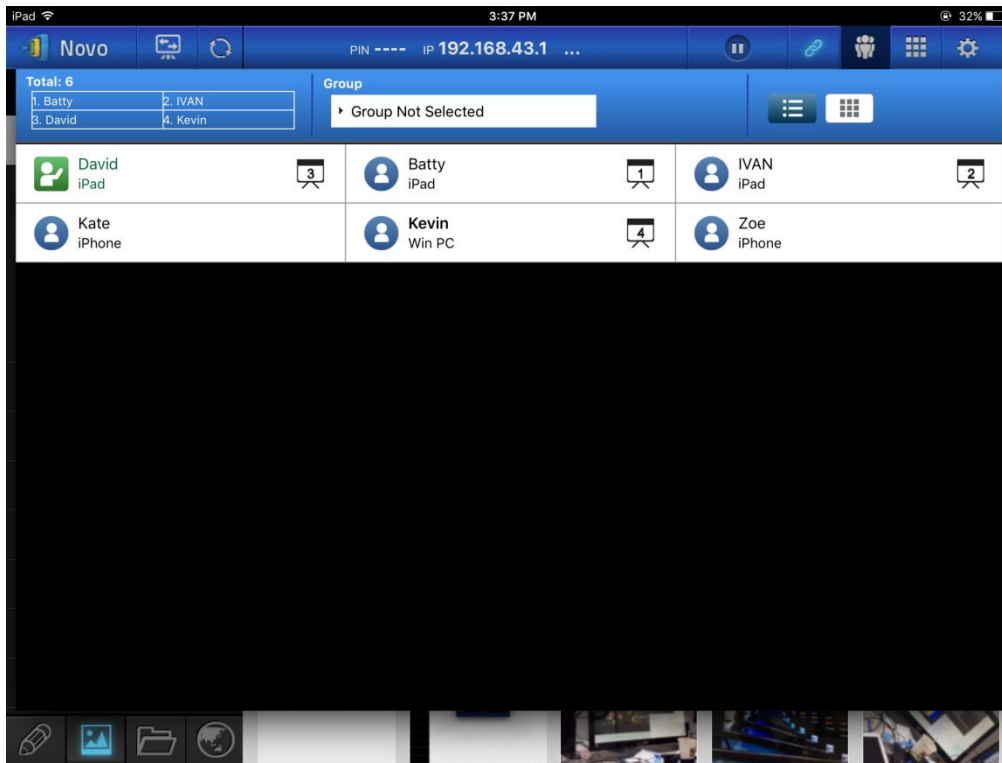 iPad 3:37 PM 32%
Novo PIN ---- IP 192.168.43.1 ...
Total: 6
1. Batty 2. IVAN
3. David 4. Kevin
Group
Group Not Selected
David
iPad
3
Batty
iPad
1
IVAN
iPad
2
Kate
iPhone
Kevin
Win PC
4
Zoe
iPhone